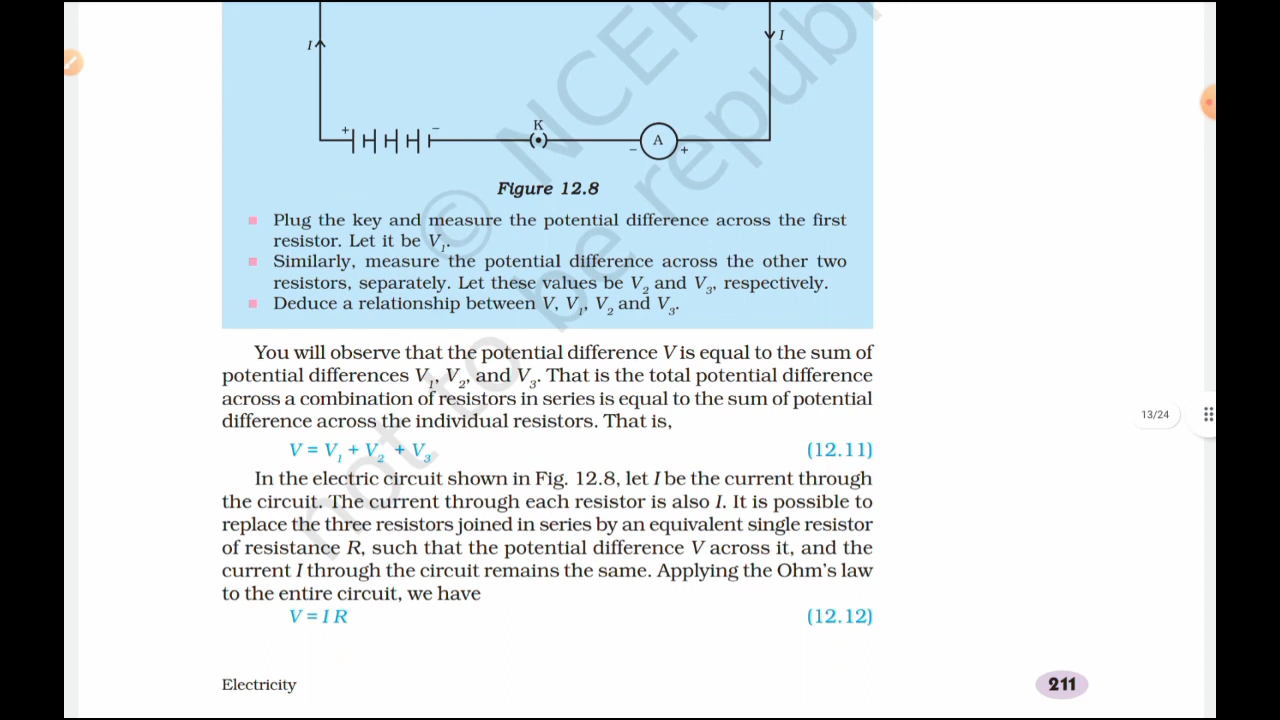 I
I
+
–
K
(•)
–
A
+
Figure 12.8
Plug the key and measure the potential difference across the first
resistor. Let it be V1.
Similarly, measure the potential difference across the other two
resistors, separately. Let these values be V2 and V3, respectively.
Deduce a relationship between V, V1, V2 and V3.
You will observe that the potential difference V is equal to the sum of
potential differences V1, V2, and V3. That is the total potential difference
across a combination of resistors in series is equal to the sum of potential
difference across the individual resistors. That is,
V = V1 + V2 + V3 (12.11)
In the electric circuit shown in Fig. 12.8, let I be the current through
the circuit. The current through each resistor is also I. It is possible to
replace the three resistors joined in series by an equivalent single resistor
of resistance R, such that the potential difference V across it, and the
current I through the circuit remains the same. Applying the Ohm's law
to the entire circuit, we have
V = I R (12.12)
13/24
Electricity
211
© NCER
not to be republ